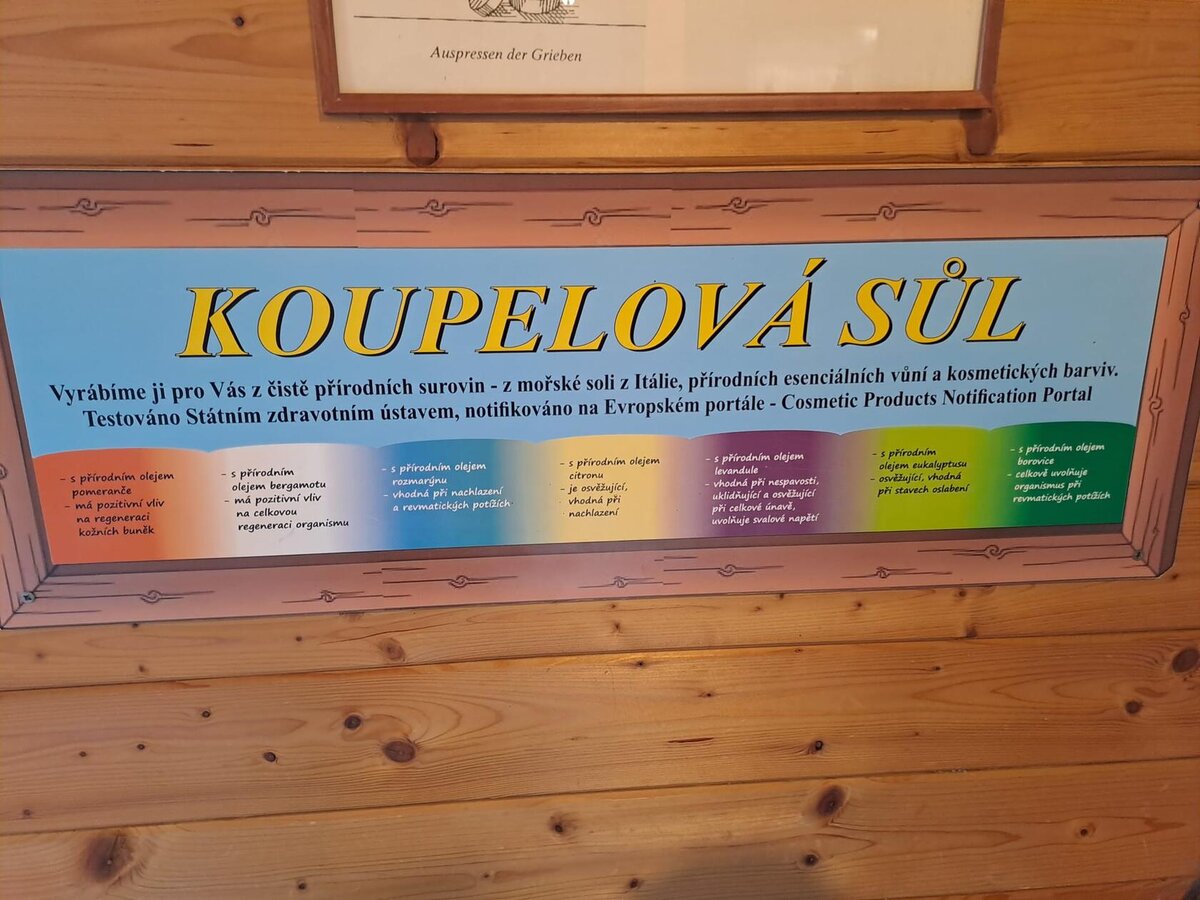 Auspressen der Grieben
KOUPELOVÁ SŮL
Vyrábíme ji pro Vás z čistě přírodních surovin - z mořské soli z Itálie, přírodních esenciálních vůní a kosmetických barviv.
Testováno Státním zdravotním ústavem, notifikováno na Evropském portále - Cosmetic Products Notification Portal
- s přírodním olejem
pomeranče
- má pozitivní vliv
na regeneraci
kožních buněk
- s přírodním
olejem bergamotu
- má pozitivní vliv
na celkovou
regeneraci organismu
- s přírodním olejem
rozmarýnu
- vhodná při nachlazení
a revmatických potížích
- s přírodním olejem
citronu
- je osvěžující,
vhodná při
nachlazení
- s přírodním olejem
levandule
- vhodná při nespavosti,
uklidňující a osvěžující
při celkové únavě,
uvolňuje svalové napětí
- s přírodním
olejem eukalyptusu
- osvěžující, vhodná
při stavech oslabení
- s přírodním olejem
borovice
- celkově uvolňuje
organismus při
revmatických potížích